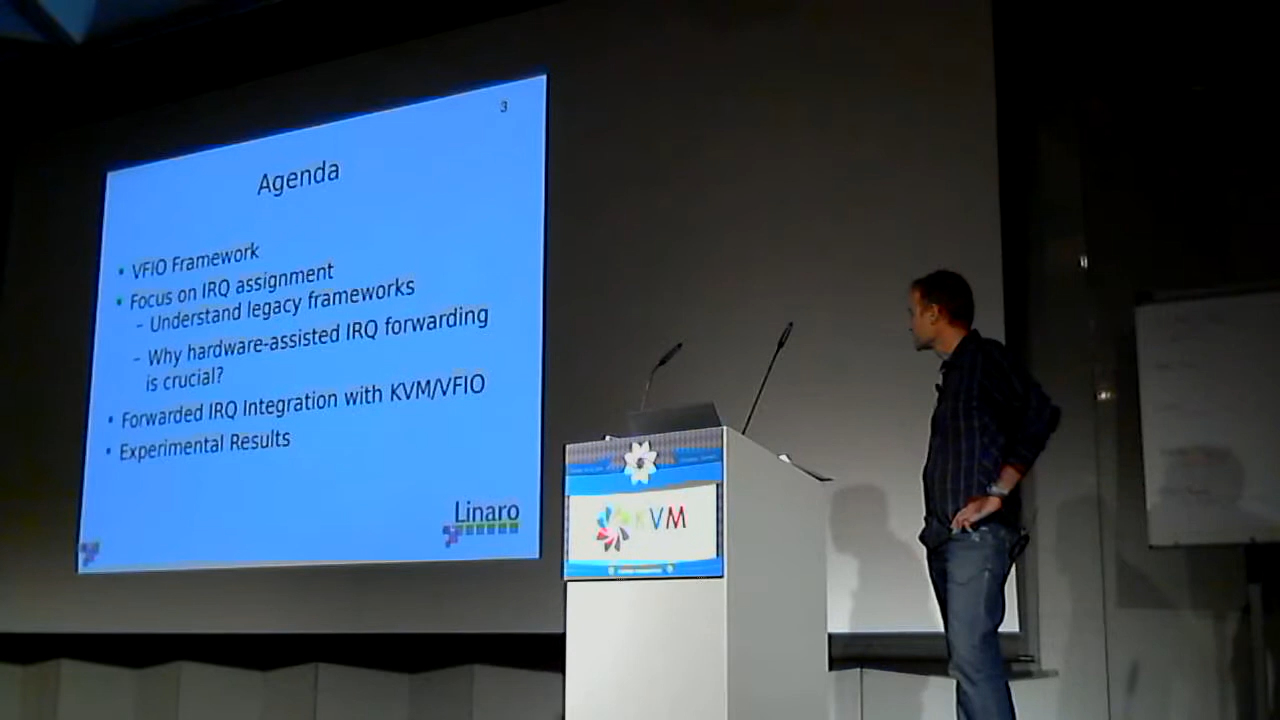 3
Agenda
• VFIO Framework
• Focus on IRQ assignment
– Understand legacy frameworks
– Why hardware-assisted IRQ forwarding
is crucial?
• Forwarded IRQ Integration with KVM/VFIO
• Experimental Results
Linaro
KVM